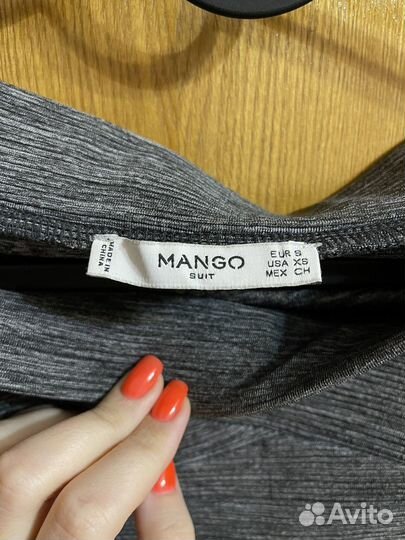 MADE IN
CHINA
MANGO
SUIT
EUR S
USA XS
MEX CH
Avito